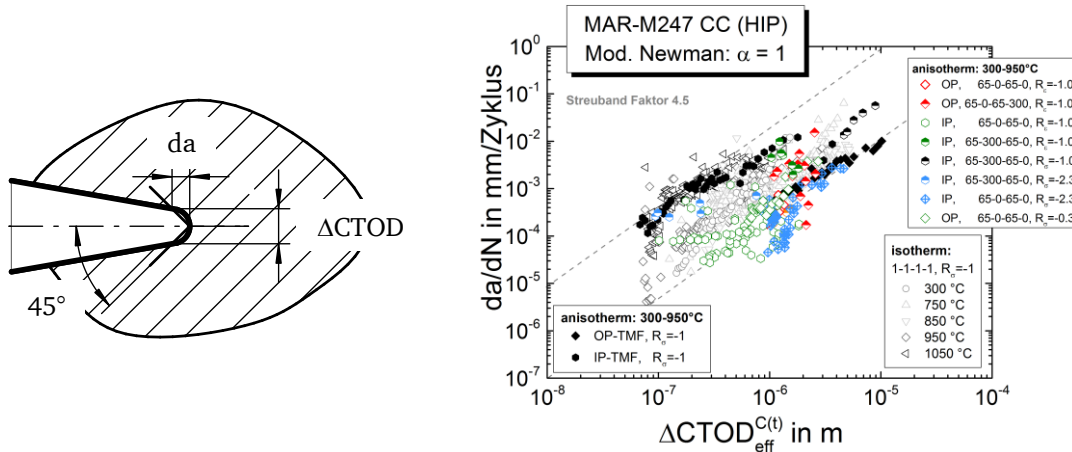 da
ΔCTOD
45°
MAR-M247 CC (HIP)
Mod. Newman: α = 1
Streuband Faktor 4.5
da/dN in mm/Zyklus
10⁰
10⁻¹
10⁻²
10⁻³
10⁻⁴
10⁻⁵
10⁻⁶
10⁻⁷
10⁻⁸
10⁻⁷
10⁻⁶
10⁻⁵
10⁻⁴
ΔCTOD_eff^C(t) in m
anisotherm: 300-950°C
OP, 65-0-65-0, R_ε=-1.0
OP, 65-0-65-300, R_ε=-1.0
IP, 65-0-65-0, R_ε=-1.0
IP, 65-300-65-0, R_ε=-1.0
IP, 65-300-65-0, R_σ=-1.0
IP, 65-300-65-0, R_σ=-2.3
IP, 65-0-65-0, R_σ=-2.3
OP, 65-0-65-0, R_σ=-0.3
isotherm:
1-1-1-1, R_σ=-1
300 °C
750 °C
850 °C
950 °C
1050 °C
anisotherm: 300-950°C
OP-TMF, R_σ=-1
IP-TMF, R_σ=-1